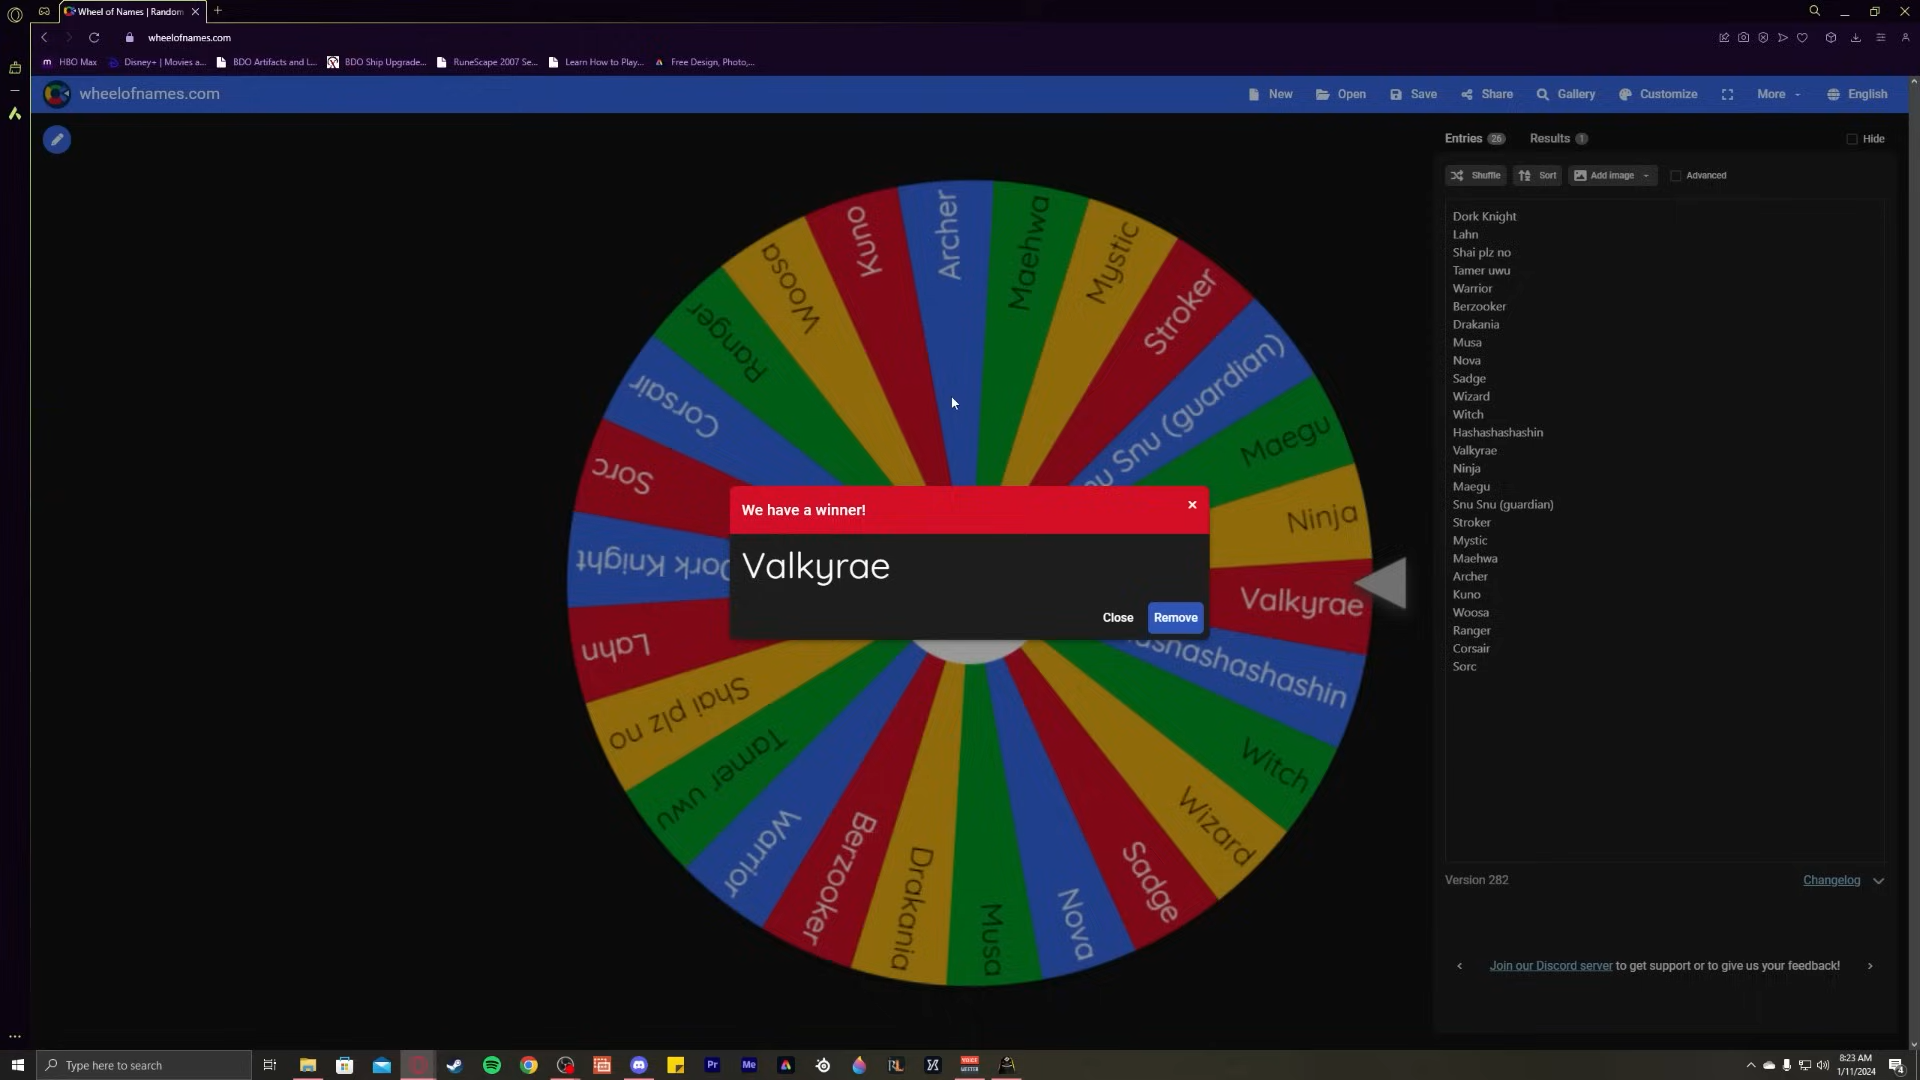 Wheel of Names | Random
wheelofnames.com
HBO Max
Disney+ | Movies a...
BDO Artifacts and L...
BDO Ship Upgrade...
RuneScape 2007 Se...
Learn How to Play...
Free Design, Photo,...
wheelofnames.com
New
Open
Save
Share
Gallery
Customize
More
English
Entries 26
Results 1
Hide
Shuffle
Sort
Add image
Advanced
Dork Knight
Lahn
Shai plz no
Tamer uwu
Warrior
Berzooker
Drakania
Musa
Nova
Sadge
Wizard
Witch
Hashashashashin
Valkyrae
Ninja
Maegu
Snu Snu (guardian)
Stroker
Mystic
Maehwa
Archer
Kuno
Woosa
Ranger
Corsair
Sorc
Archer
Maehwa
Mystic
Stroker
nu Snu (guardian)
Maegu
Ninja
Valkyrae
ashashashashin
Witch
Wizard
Sadge
Nova
Musa
Drakania
Berzooker
Warrior
Tamer uwu
Shai plz no
Lahn
Dork Knight
Sorc
Corsair
Ranger
Woosa
Kuno
We have a winner!
Valkyrae
Close
Remove
Version 282
Changelog
Join our Discord server to get support or to give us your feedback!
Type here to search
Pr
Me
RL
VOICE
8:23 AM
1/11/2024
4